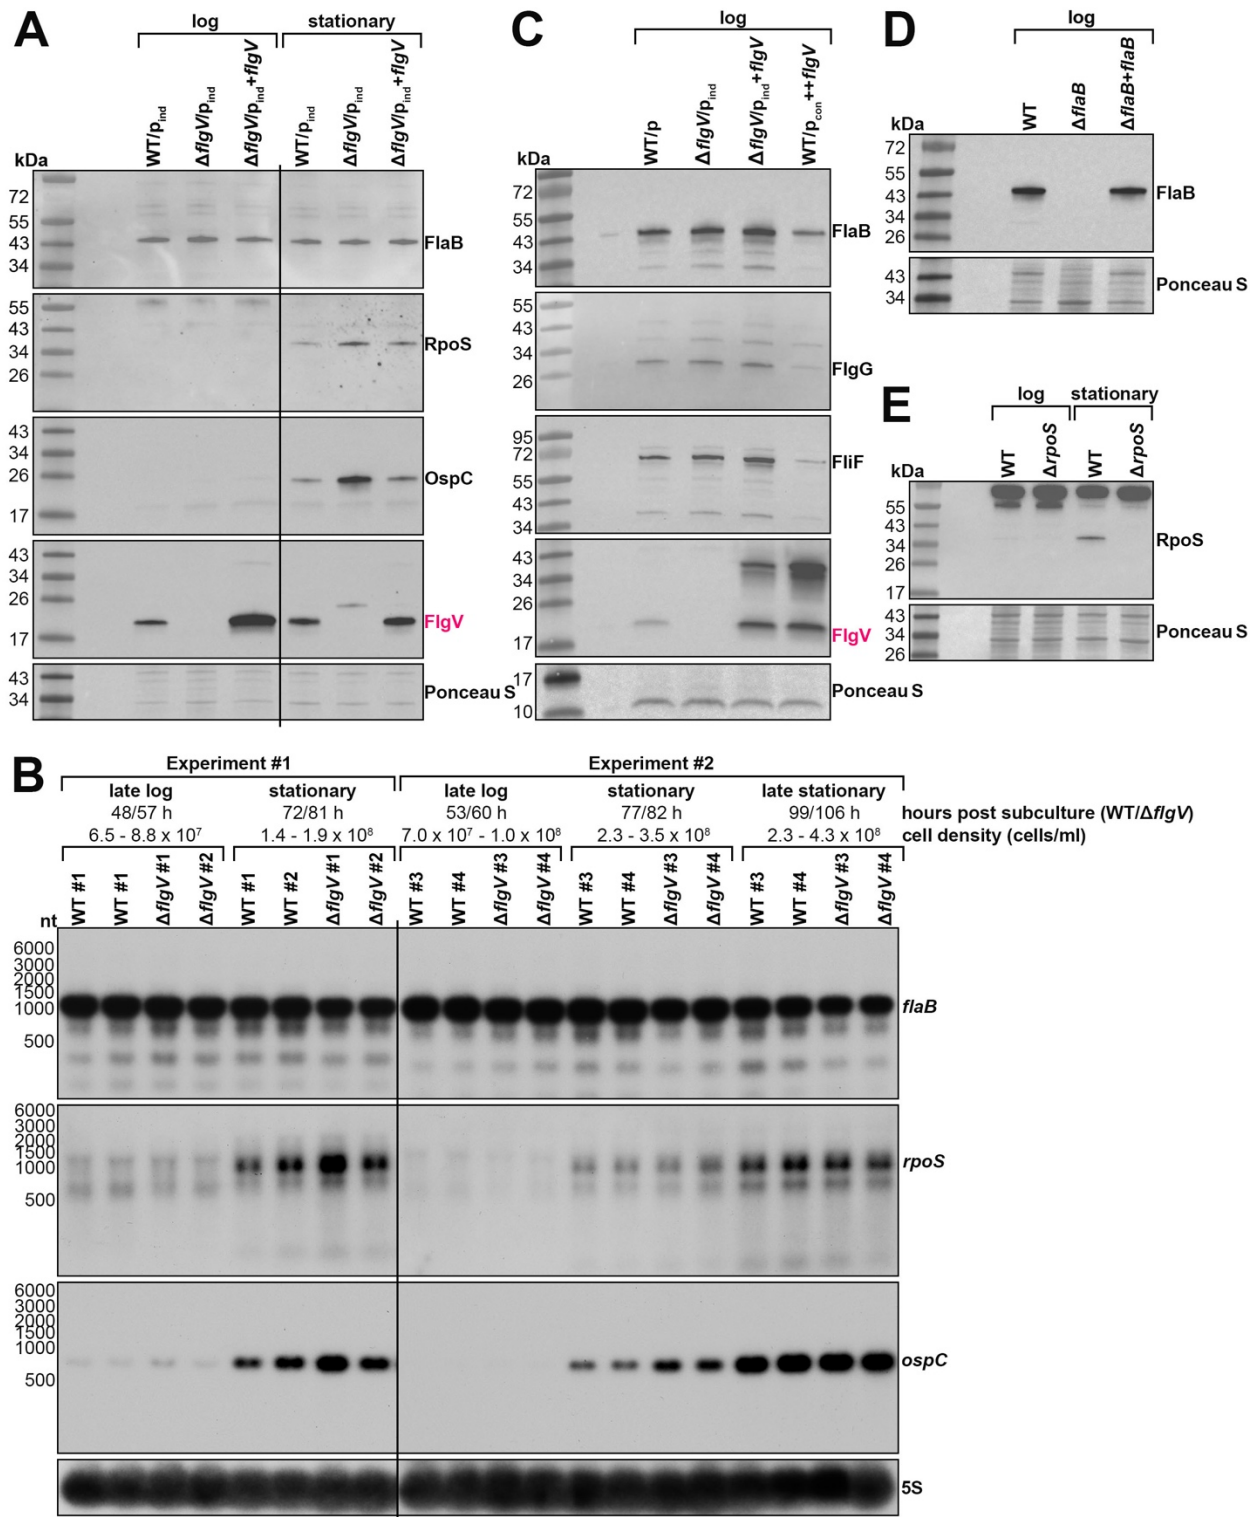 A
log
stationary
WT/pind
ΔflgV/pind
ΔflgV/pind+flgV
WT/pind
ΔflgV/pind
ΔflgV/pind+flgV
kDa
72
55
43
34
FlaB
55
43
34
26
RpoS
43
34
26
17
OspC
43
34
26
17
FlgV
43
34
Ponceau S
C
log
WT/p
ΔflgV/pind
ΔflgV/pind+flgV
WT/pcon++flgV
kDa
72
55
43
34
FlaB
55
43
34
26
FlgG
95
72
55
43
34
FliF
43
34
26
17
FlgV
17
10
Ponceau S
D
log
WT
ΔflaB
ΔflaB+flaB
kDa
72
55
43
34
26
FlaB
43
34
Ponceau S
E
log
stationary
WT
ΔrpoS
WT
ΔrpoS
kDa
55
43
34
26
17
RpoS
43
34
26
Ponceau S
B
Experiment #1
Experiment #2
late log
stationary
late log
stationary
late stationary
48/57 h
72/81 h
53/60 h
77/82 h
99/106 h
hours post subculture (WT/ΔflgV)
6.5 - 8.8 x 10⁷
1.4 - 1.9 x 10⁸
7.0 x 10⁷ - 1.0 x 10⁸
2.3 - 3.5 x 10⁸
2.3 - 4.3 x 10⁸
cell density (cells/ml)
WT #1
WT #1
ΔflgV #1
ΔflgV #2
WT #1
WT #2
ΔflgV #1
ΔflgV #2
WT #3
WT #4
ΔflgV #3
ΔflgV #4
WT #3
WT #4
ΔflgV #3
ΔflgV #4
WT #3
WT #4
ΔflgV #3
ΔflgV #4
nt
6000
3000
2000
1500
1000
500
flaB
6000
3000
2000
1500
1000
500
rpoS
6000
3000
2000
1500
1000
500
ospC
5S